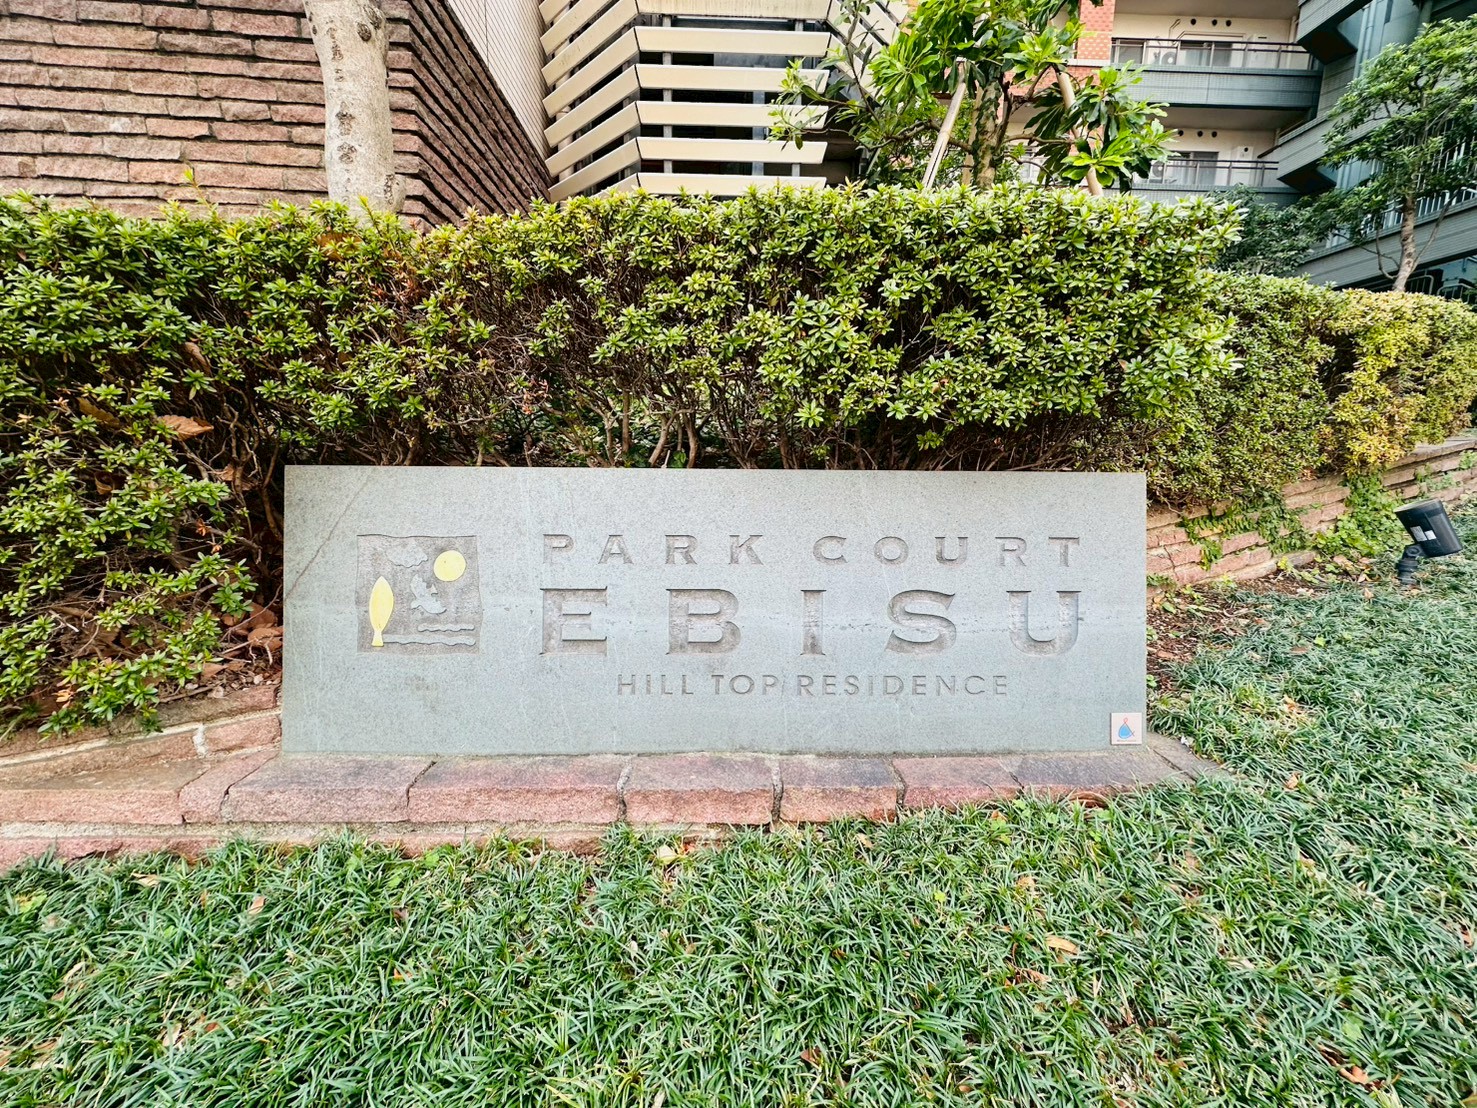 PARK COURT
EBISU
HILL TOP RESIDENCE